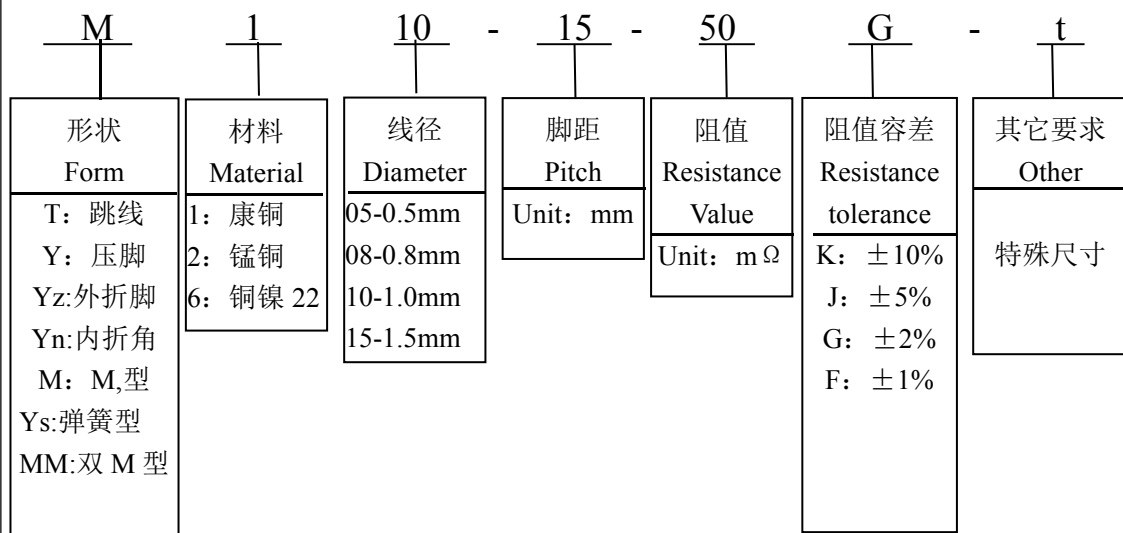 M 1 10 - 15 - 50 G - t
形状
Form
T：跳线
Y：压脚
Yz:外折脚
Yn:内折角
M：M,型
Ys:弹簧型
MM:双 M 型
材料
Material
1：康铜
2：锰铜
6：铜镍 22
线径
Diameter
05-0.5mm
08-0.8mm
10-1.0mm
15-1.5mm
脚距
Pitch
Unit：mm
阻值
Resistance
Value
Unit：mΩ
阻值容差
Resistance
tolerance
K：±10%
J：±5%
G：±2%
F：±1%
其它要求
Other
特殊尺寸